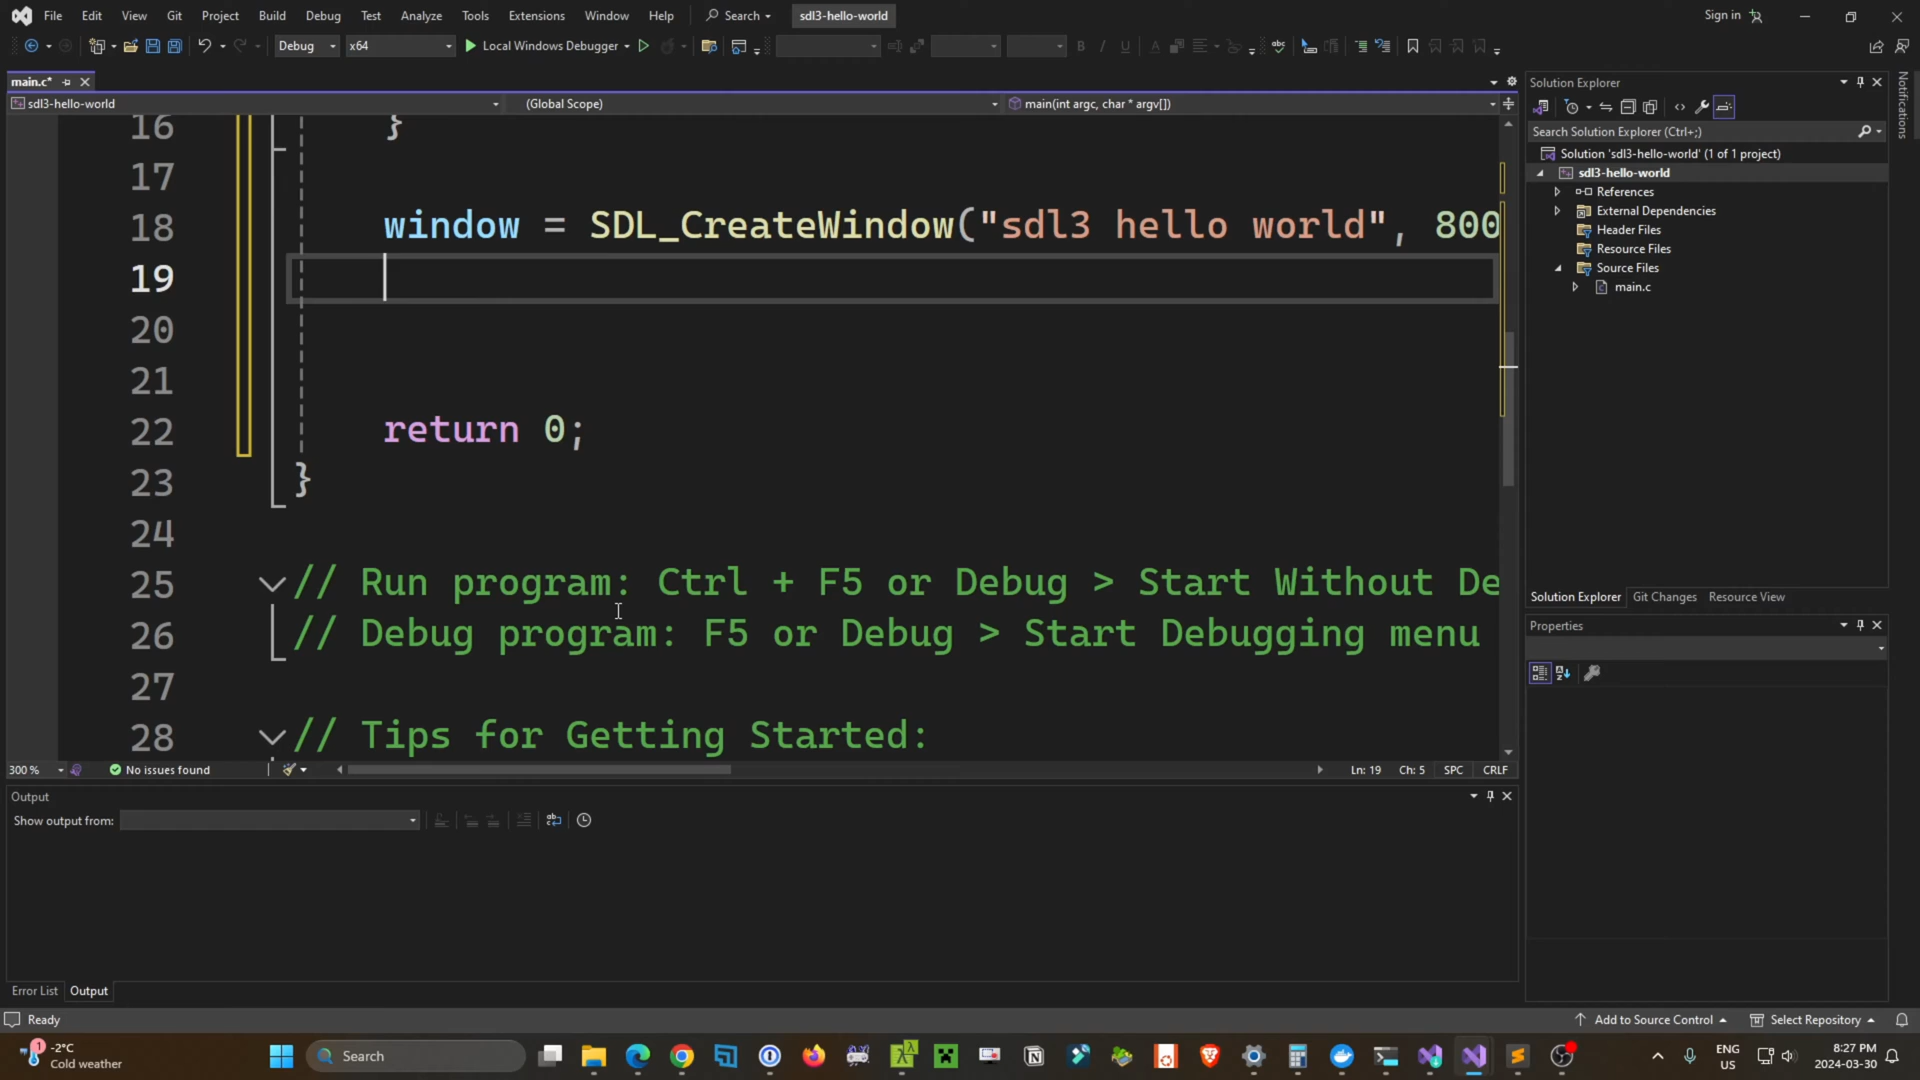 File Edit View Git Project Build Debug Test Analyze Tools Extensions Window Help Search sdl3-hello-world Sign in
Debug x64 Local Windows Debugger
main.c*
sdl3-hello-world (Global Scope) main(int argc, char * argv[])
16 }
17
18 window = SDL_CreateWindow("sdl3 hello world", 800
19
20
21
22 return 0;
23 }
24
25 // Run program: Ctrl + F5 or Debug > Start Without De
26 // Debug program: F5 or Debug > Start Debugging menu
27
28 // Tips for Getting Started:
300 % No issues found Ln: 19 Ch: 5 SPC CRLF
Output
Show output from:
Error List Output
Solution Explorer
Search Solution Explorer (Ctrl+;)
Solution 'sdl3-hello-world' (1 of 1 project)
sdl3-hello-world
References
External Dependencies
Header Files
Resource Files
Source Files
main.c
Solution Explorer Git Changes Resource View
Properties
Notifications
Ready Add to Source Control Select Repository
1 -2°C
Cold weather
Search
ENG
US
8:27 PM
2024-03-30